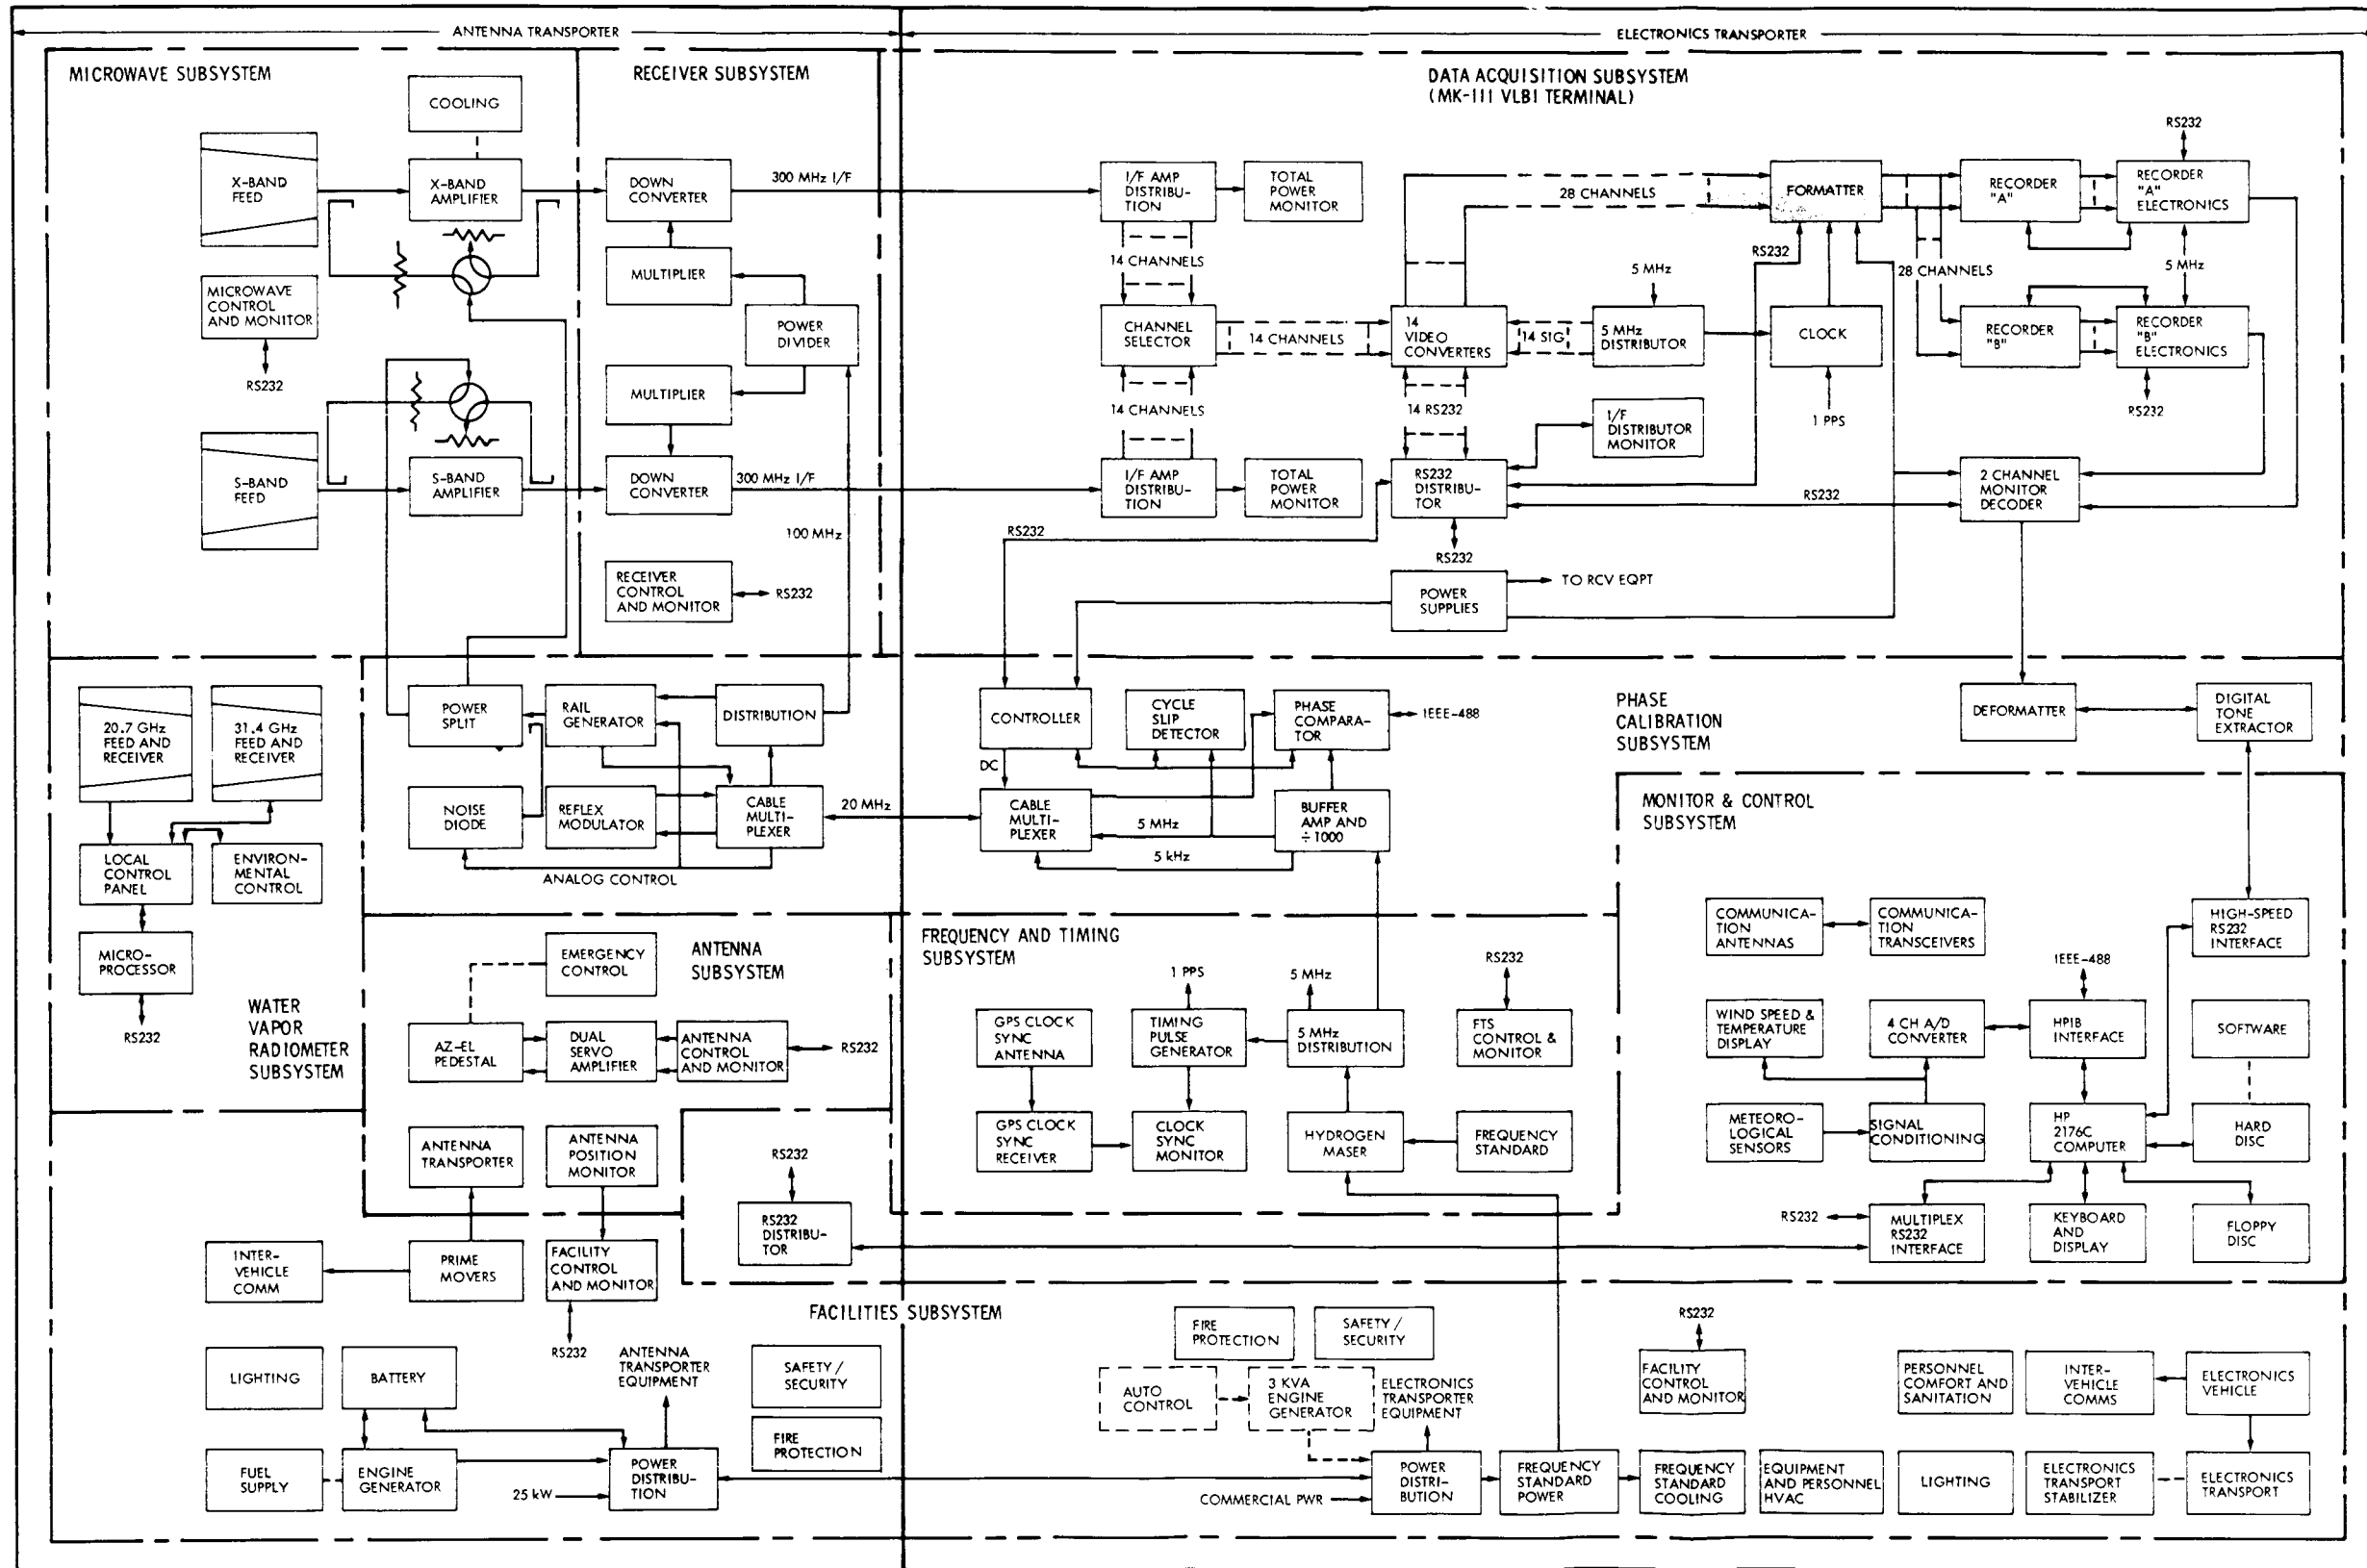 ANTENNA TRANSPORTER
ELECTRONICS TRANSPORTER
MICROWAVE SUBSYSTEM
COOLING
X-BAND
FEED
X-BAND
AMPLIFIER
MICROWAVE
CONTROL
AND MONITOR
RS232
S-BAND
FEED
S-BAND
AMPLIFIER
RECEIVER SUBSYSTEM
DOWN
CONVERTER
300 MHz I/F
MULTIPLIER
POWER
DIVIDER
MULTIPLIER
DOWN
CONVERTER
300 MHz I/F
100 MHz
RECEIVER
CONTROL
AND MONITOR
RS232
DATA ACQUISITION SUBSYSTEM
(MK-III VLBI TERMINAL)
I/F AMP
DISTRIBU-
TION
TOTAL
POWER
MONITOR
14 CHANNELS
CHANNEL
SELECTOR
14 CHANNELS
14 CHANNELS
I/F AMP
DISTRIBU-
TION
TOTAL
POWER
MONITOR
28 CHANNELS
14
VIDEO
CONVERTERS
14 SIG
5 MHz
5 MHz
DISTRIBUTOR
14 RS232
I/F
DISTRIBUTOR
MONITOR
RS232
DISTRIBU-
TOR
RS232
RS232
POWER
SUPPLIES
TO RCV EQPT
FORMATTER
RS232
CLOCK
1 PPS
RS232
28 CHANNELS
RECORDER
"A"
RS232
RECORDER
"A"
ELECTRONICS
5 MHz
RECORDER
"B"
RECORDER
"B"
ELECTRONICS
RS232
2 CHANNEL
MONITOR
DECODER
20.7 GHz
FEED AND
RECEIVER
31.4 GHz
FEED AND
RECEIVER
LOCAL
CONTROL
PANEL
ENVIRON-
MENTAL
CONTROL
MICRO-
PROCESSOR
RS232
WATER
VAPOR
RADIOMETER
SUBSYSTEM
POWER
SPLIT
RAIL
GENERATOR
DISTRIBUTION
NOISE
DIODE
REFLEX
MODULATOR
CABLE
MULTI-
PLEXER
ANALOG CONTROL
20 MHz
CONTROLLER
DC
CYCLE
SLIP
DETECTOR
PHASE
COMPARA-
TOR
IEEE-488
CABLE
MULTI-
PLEXER
5 MHz
5 kHz
BUFFER
AMP AND
÷1000
PHASE
CALIBRATION
SUBSYSTEM
DEFORMATTER
DIGITAL
TONE
EXTRACTOR
ANTENNA
SUBSYSTEM
EMERGENCY
CONTROL
AZ-EL
PEDESTAL
DUAL
SERVO
AMPLIFIER
ANTENNA
CONTROL
AND MONITOR
RS232
ANTENNA
TRANSPORTER
ANTENNA
POSITION
MONITOR
FREQUENCY AND TIMING
SUBSYSTEM
1 PPS
5 MHz
RS232
GPS CLOCK
SYNC
ANTENNA
TIMING
PULSE
GENERATOR
5 MHz
DISTRIBUTION
FTS
CONTROL &
MONITOR
GPS CLOCK
SYNC
RECEIVER
CLOCK
SYNC
MONITOR
HYDROGEN
MASER
FREQUENCY
STANDARD
MONITOR & CONTROL
SUBSYSTEM
COMMUNICA-
TION
ANTENNAS
COMMUNICA-
TION
TRANSCEIVERS
HIGH-SPEED
RS232
INTERFACE
IEEE-488
WIND SPEED &
TEMPERATURE
DISPLAY
4 CH A/D
CONVERTER
HPIB
INTERFACE
SOFTWARE
METEORO-
LOGICAL
SENSORS
SIGNAL
CONDITIONING
HP
2176C
COMPUTER
HARD
DISC
RS232
MULTIPLEX
RS232
INTERFACE
KEYBOARD
AND
DISPLAY
FLOPPY
DISC
RS232
RS232
DISTRIBU-
TOR
FACILITIES SUBSYSTEM
INTER-
VEHICLE
COMM
PRIME
MOVERS
FACILITY
CONTROL
AND MONITOR
RS232
LIGHTING
BATTERY
ANTENNA
TRANSPORTER
EQUIPMENT
SAFETY/
SECURITY
FIRE
PROTECTION
FUEL
SUPPLY
ENGINE
GENERATOR
25 kW
POWER
DISTRIBU-
TION
FIRE
PROTECTION
SAFETY/
SECURITY
AUTO
CONTROL
3 KVA
ENGINE
GENERATOR
ELECTRONICS
TRANSPORTER
EQUIPMENT
COMMERCIAL PWR
POWER
DISTRI-
BUTION
FREQUENCY
STANDARD
POWER
FREQUENCY
STANDARD
COOLING
RS232
FACILITY
CONTROL
AND MONITOR
EQUIPMENT
AND PERSONNEL
HVAC
PERSONNEL
COMFORT AND
SANITATION
LIGHTING
INTER-
VEHICLE
COMMS
ELECTRONICS
VEHICLE
ELECTRONICS
TRANSPORT
STABILIZER
ELECTRONICS
TRANSPORT